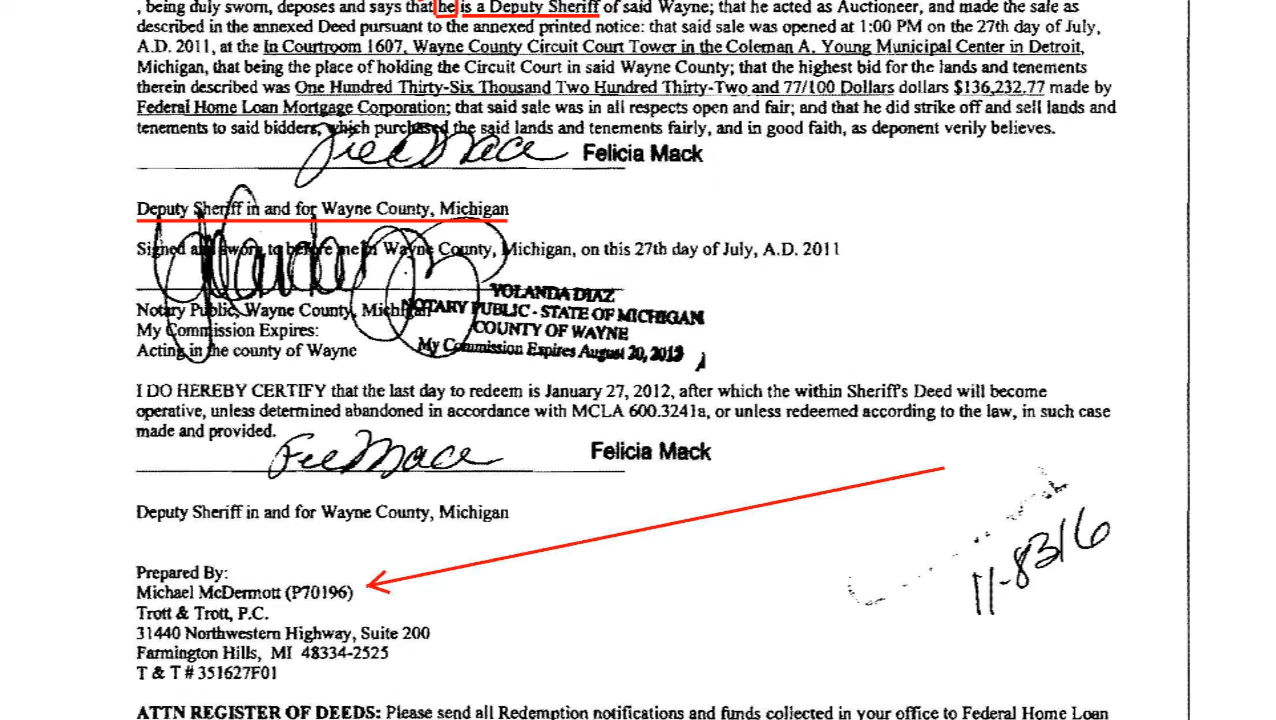 , being duly sworn, deposes and says that he is a Deputy Sheriff of said Wayne; that he acted as Auctioneer, and made the sale as
described in the annexed Deed pursuant to the annexed printed notice: that said sale was opened at 1:00 PM on the 27th day of July,
A.D. 2011, at the In Courtroom 1607, Wayne County Circuit Court Tower in the Coleman A. Young Municipal Center in Detroit,
Michigan, that being the place of holding the Circuit Court in said Wayne County; that the highest bid for the lands and tenements
therein described was One Hundred Thirty-Six Thousand Two Hundred Thirty-Two and 77/100 Dollars dollars $136,232.77 made by
Federal Home Loan Mortgage Corporation; that said sale was in all respects open and fair; and that he did strike off and sell lands and
tenements to said bidders, which purchased the said lands and tenements fairly, and in good faith, as deponent verily believes.
Felicia Mack
Deputy Sheriff in and for Wayne County, Michigan
Signed and sworn to before me in Wayne County, Michigan, on this 27th day of July, A.D. 2011
YOLANDA DIAZ
NOTARY PUBLIC - STATE OF MICHIGAN
COUNTY OF WAYNE
My Commission Expires August 20, 2012
Notary Public, Wayne County, Michigan
My Commission Expires:
Acting in the county of Wayne
I DO HEREBY CERTIFY that the last day to redeem is January 27, 2012, after which the within Sheriff's Deed will become
operative, unless determined abandoned in accordance with MCLA 600.3241a, or unless redeemed according to the law, in such case
made and provided.
Felicia Mack
Deputy Sheriff in and for Wayne County, Michigan
11-8316
Prepared By:
Michael McDermott (P70196)
Trott & Trott, P.C.
31440 Northwestern Highway, Suite 200
Farmington Hills, MI 48334-2525
T & T # 351627F01
ATTN REGISTER OF DEEDS: Please send all Redemption notifications and funds collected in your office to Federal Home Loan